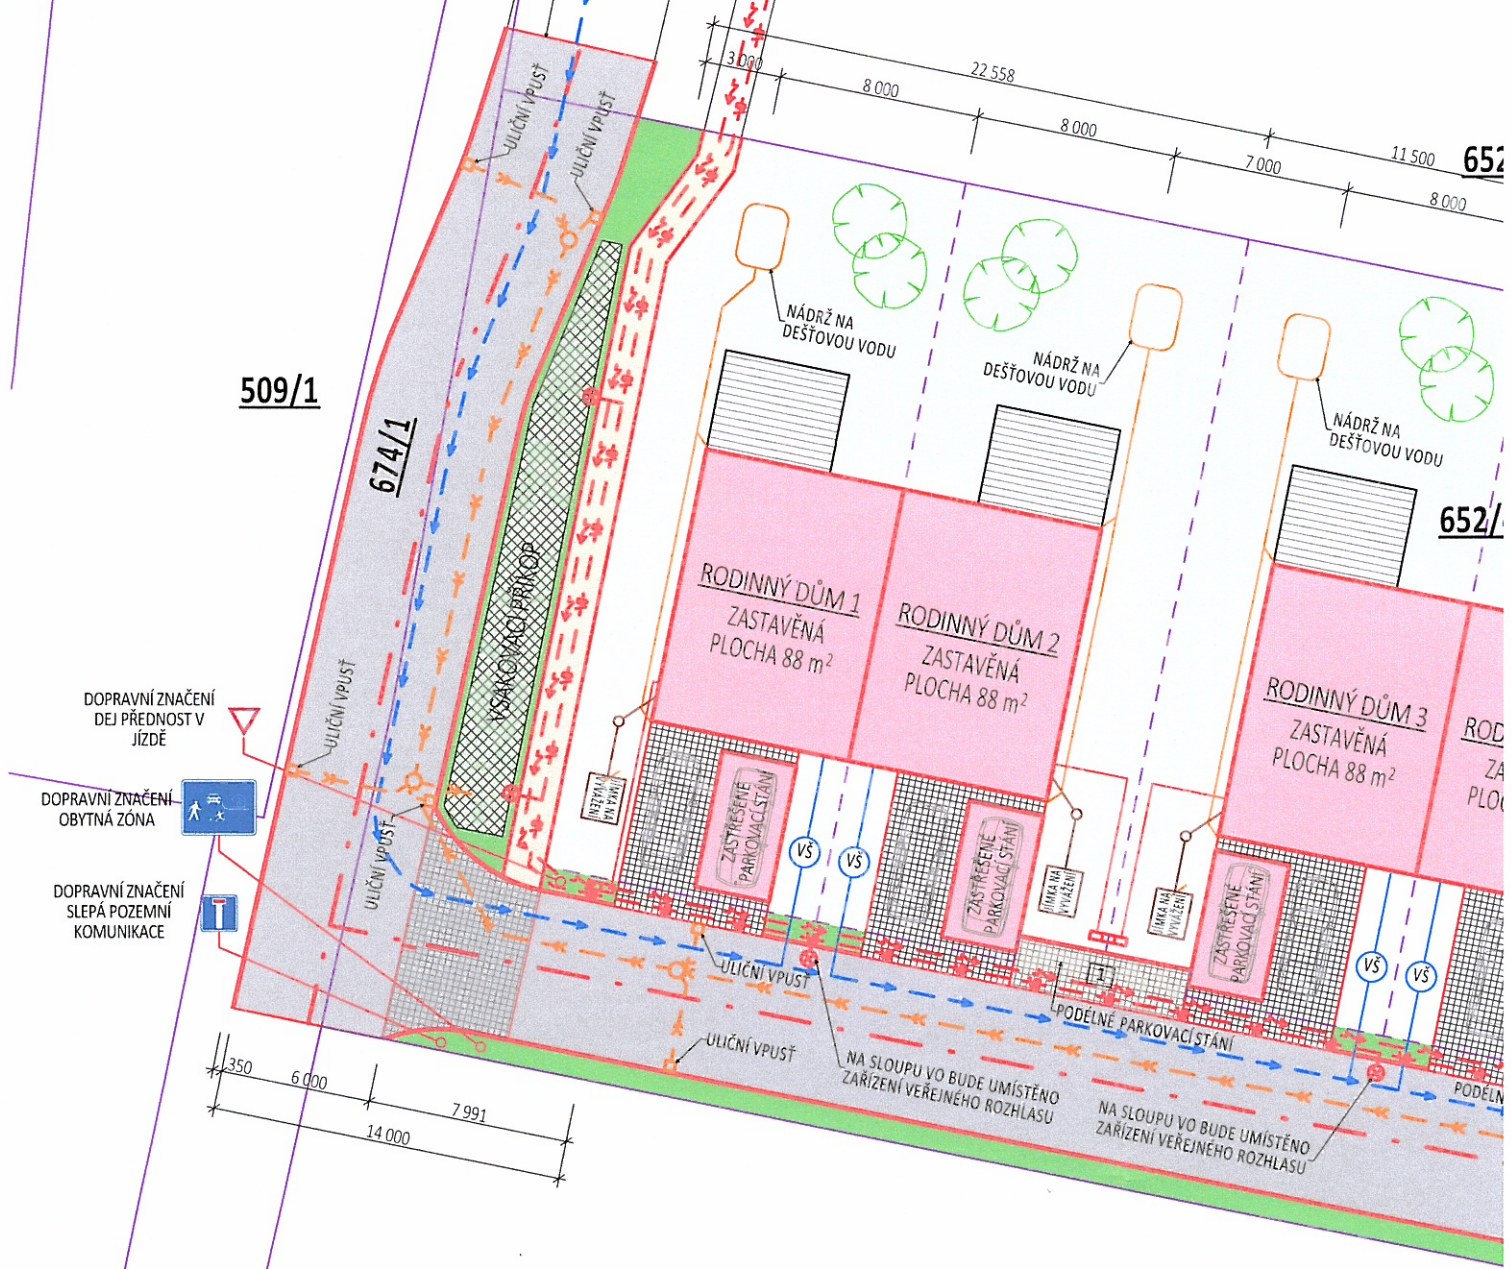 3 000
22 558
8 000
8 000
7 000
11 500
8 000
652
ULIČNÍ VPUSŤ
ULIČNÍ VPUSŤ
NÁDRŽ NA
DEŠŤOVOU VODU
NÁDRŽ NA
DEŠŤOVOU VODU
NÁDRŽ NA
DEŠŤOVOU VODU
509/1
674/1
652/
VSAKOVACÍ PŘÍKOP
RODINNÝ DŮM 1
ZASTAVĚNÁ
PLOCHA 88 m²
RODINNÝ DŮM 2
ZASTAVĚNÁ
PLOCHA 88 m²
RODINNÝ DŮM 3
ZASTAVĚNÁ
PLOCHA 88 m²
ROD
ZA
PLO
ULIČNÍ VPUSŤ
DOPRAVNÍ ZNAČENÍ
DEJ PŘEDNOST V
JÍZDĚ
DOPRAVNÍ ZNAČENÍ
OBYTNÁ ZÓNA
DOPRAVNÍ ZNAČENÍ
SLEPÁ POZEMNÍ
KOMUNIKACE
ULIČNÍ VPUSŤ
JÍMKA NA
VYVÁŽENÍ
ZASTŘEŠENÉ
PARKOVACÍ STÁNÍ
VŠ
VŠ
ZASTŘEŠENÉ
PARKOVACÍ STÁNÍ
JÍMKA NA
VYVÁŽENÍ
JÍMKA NA
VYVÁŽENÍ
ZASTŘEŠENÉ
PARKOVACÍ STÁNÍ
VŠ
VŠ
ULIČNÍ VPUSŤ
1
PODÉLNÉ PARKOVACÍ STÁNÍ
ULIČNÍ VPUSŤ
NA SLOUPU VO BUDE UMÍSTĚNO
ZAŘÍZENÍ VEŘEJNÉHO ROZHLASU
NA SLOUPU VO BUDE UMÍSTĚNO
ZAŘÍZENÍ VEŘEJNÉHO ROZHLASU
PODÉLN
350
6 000
7 991
14 000